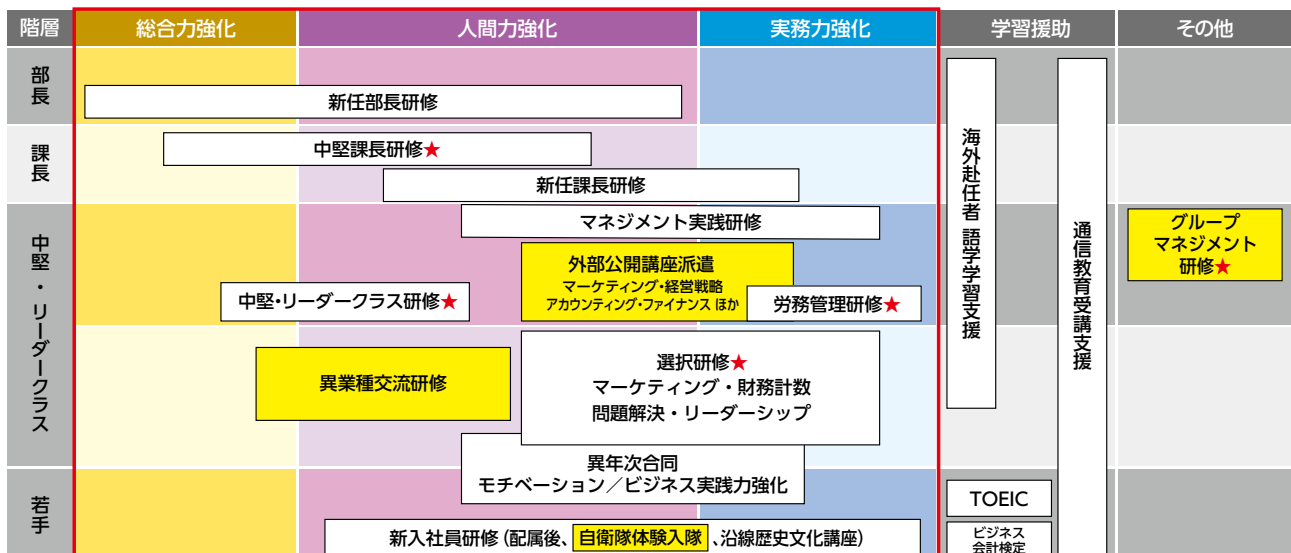 階層 総合力強化 人間力強化 実務力強化 学習援助 その他
部長
新任部長研修
課長
中堅課長研修★
新任課長研修
中堅・リーダークラス
マネジメント実践研修
外部公開講座派遣
マーケティング・経営戦略
アカウンティング・ファイナンス ほか
中堅・リーダークラス研修★
労務管理研修★
異業種交流研修
選択研修★
マーケティング・財務計数
問題解決・リーダーシップ
異年次合同
モチベーション／ビジネス実践力強化
若手
新入社員研修(配属後、自衛隊体験入隊、沿線歴史文化講座)
海外赴任者 語学学習支援
通信教育受講支援
TOEIC
ビジネス
会計検定
グループ
マネジメント
研修★